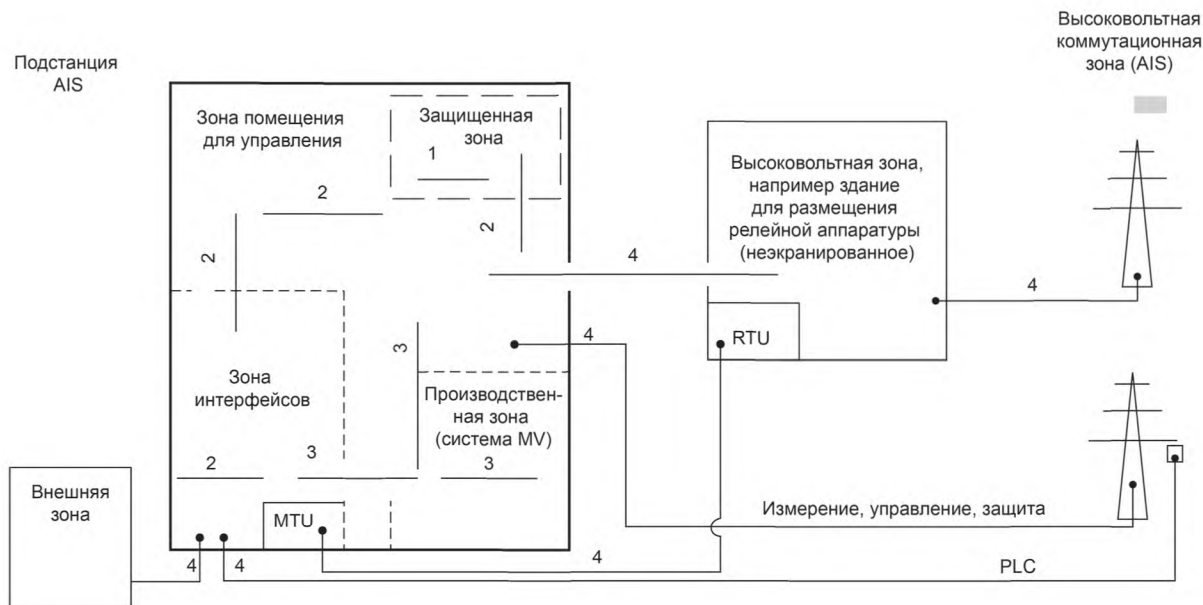 Подстанция
AIS
Высоковольтная
коммутационная
зона (AIS)
Зона помещения
для управления
Защищенная
зона
1
2
2
2
Высоковольтная зона,
например здание
для размещения
релейной аппаратуры
(неэкранированное)
4
4
4
3
RTU
Зона
интерфейсов
Производствен-
ная зона
(система MV)
2
3
3
Внешняя
зона
MTU
Измерение, управление, защита
4
4
4
PLC